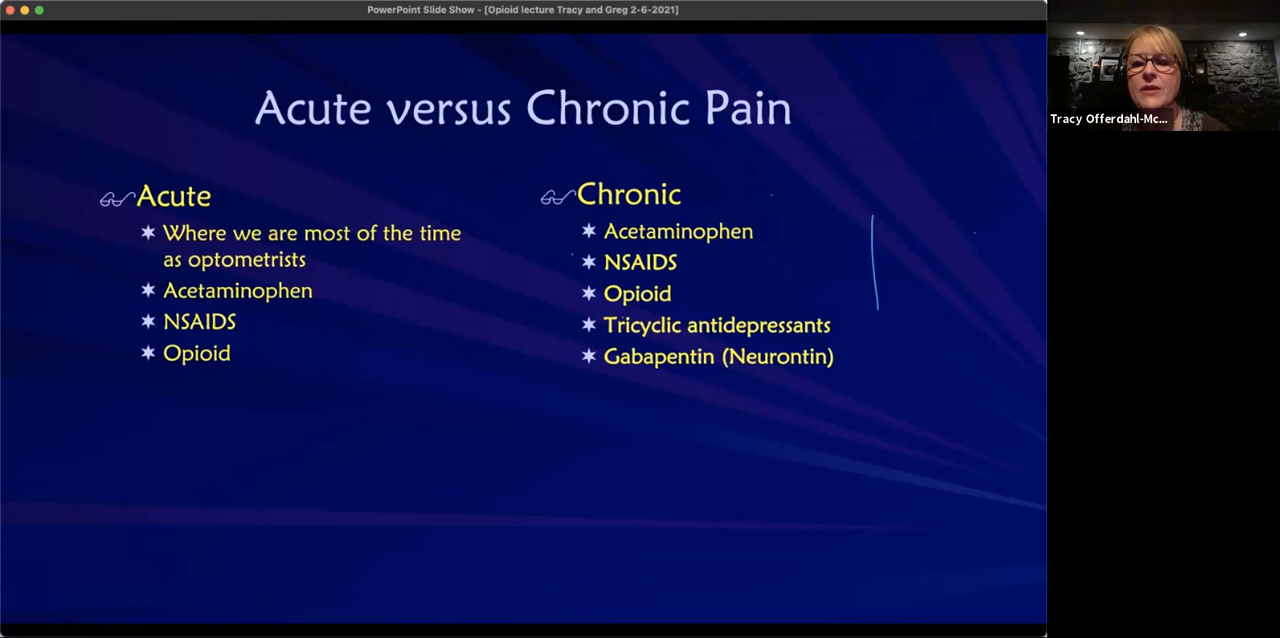 PowerPoint Slide Show - [Opioid lecture Tracy and Greg 2-6-2021]
Acute versus Chronic Pain
Acute
Where we are most of the time
as optometrists
Acetaminophen
NSAIDS
Opioid
Chronic
Acetaminophen
NSAIDS
Opioid
Tricyclic antidepressants
Gabapentin (Neurontin)
Tracy Offerdahl-Mc...